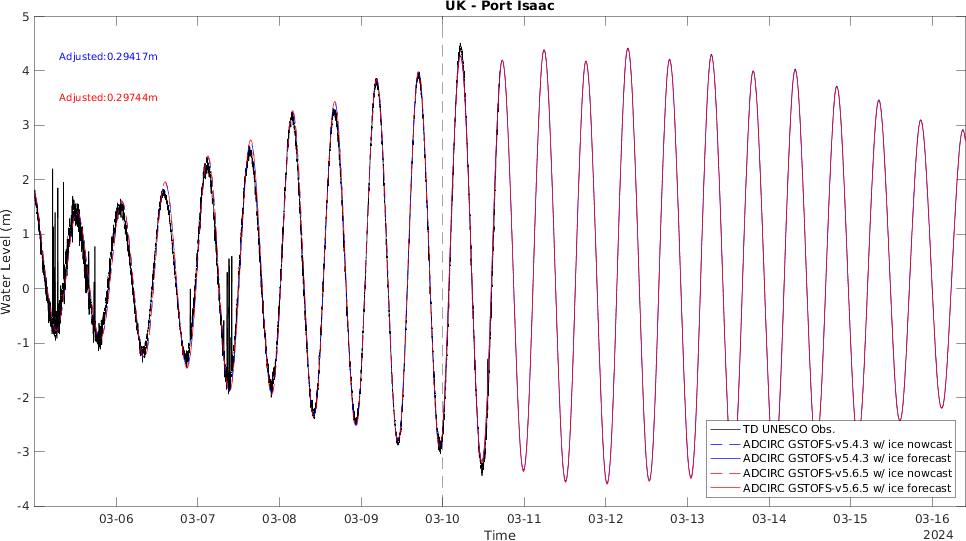 UK - Port Isaac
Adjusted:0.29417m
Adjusted:0.29744m
Water Level (m)
5
4
3
2
1
0
-1
-2
-3
-4
TD UNESCO Obs.
ADCIRC GSTOFS-v5.4.3 w/ ice nowcast
ADCIRC GSTOFS-v5.4.3 w/ ice forecast
ADCIRC GSTOFS-v5.6.5 w/ ice nowcast
ADCIRC GSTOFS-v5.6.5 w/ ice forecast
03-06 03-07 03-08 03-09 03-10 03-11 03-12 03-13 03-14 03-15 03-16
Time
2024